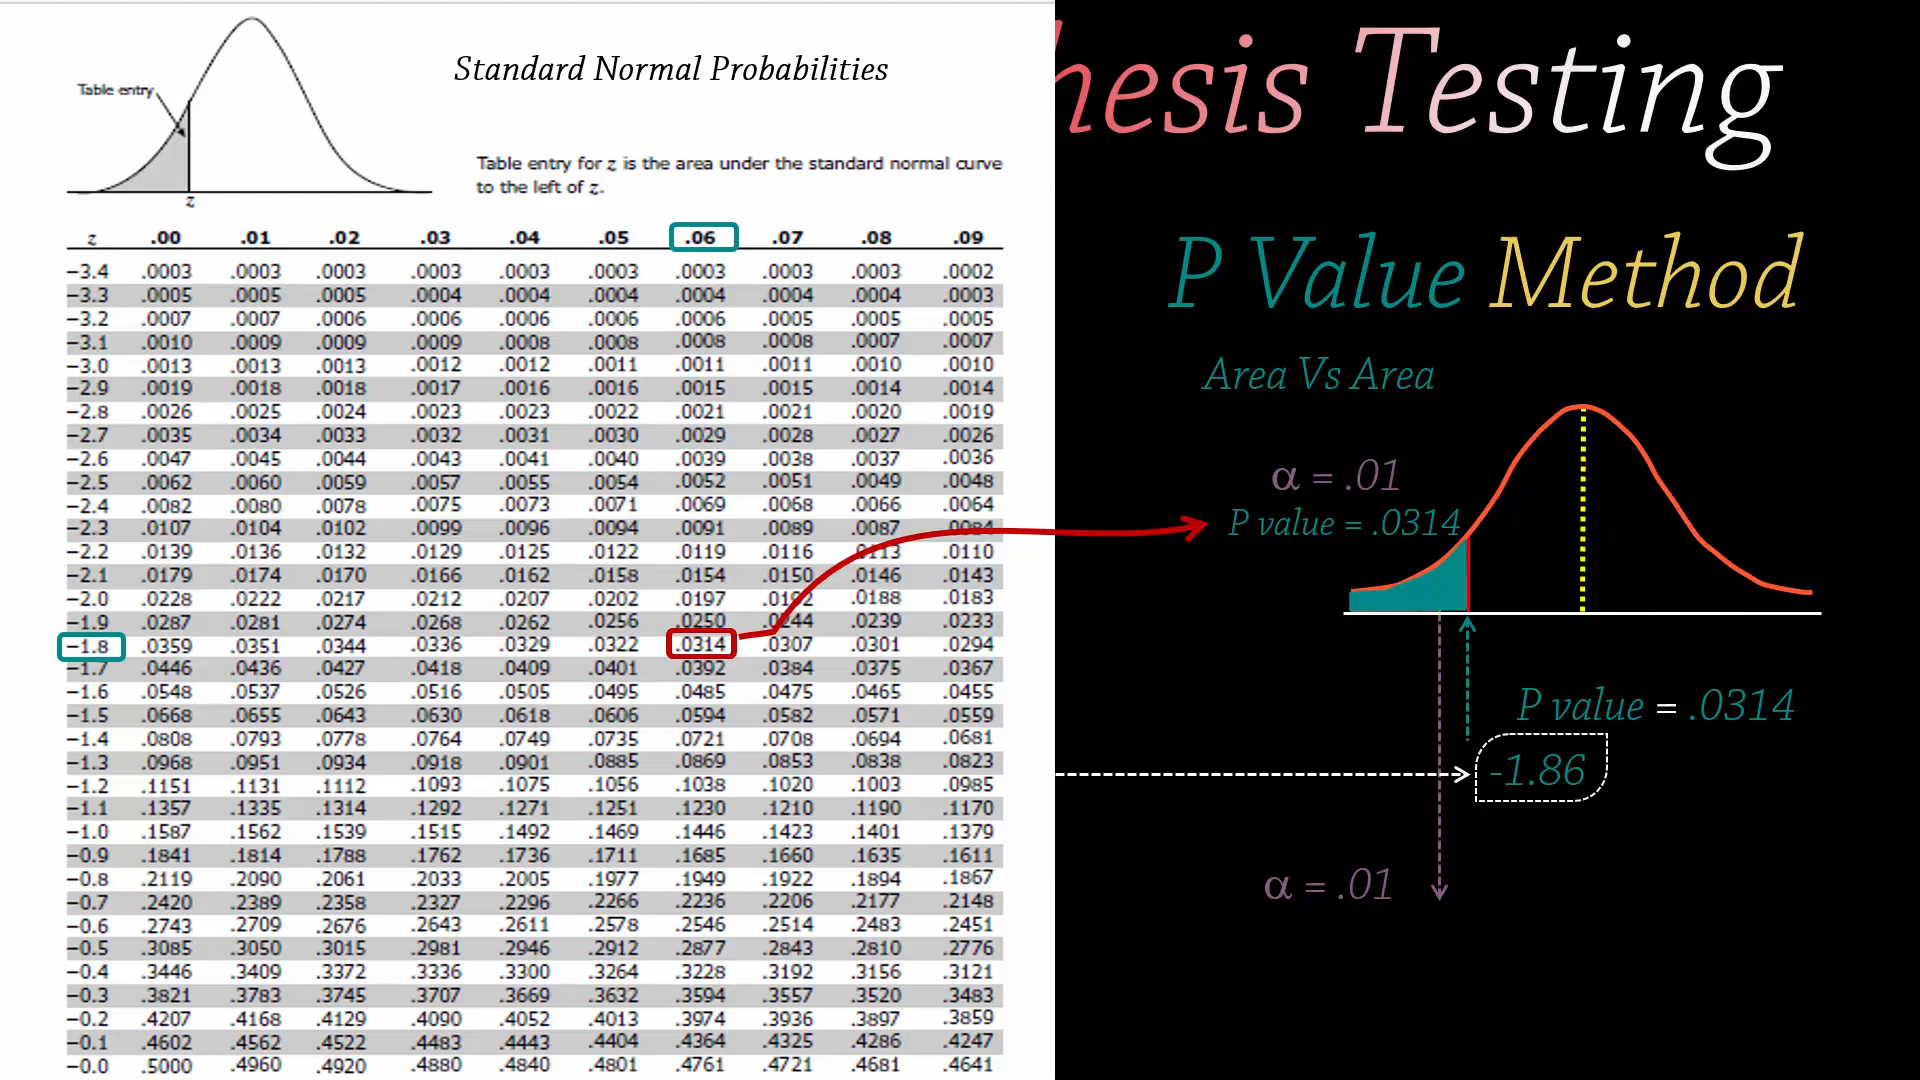 Standard Normal Probabilities
Table entry
z
Table entry for z is the area under the standard normal curve
to the left of z.
z .00 .01 .02 .03 .04 .05 .06 .07 .08 .09
−3.4 .0003 .0003 .0003 .0003 .0003 .0003 .0003 .0003 .0003 .0002
−3.3 .0005 .0005 .0005 .0004 .0004 .0004 .0004 .0004 .0004 .0003
−3.2 .0007 .0007 .0006 .0006 .0006 .0006 .0006 .0005 .0005 .0005
−3.1 .0010 .0009 .0009 .0009 .0008 .0008 .0008 .0008 .0007 .0007
−3.0 .0013 .0013 .0013 .0012 .0012 .0011 .0011 .0011 .0010 .0010
−2.9 .0019 .0018 .0018 .0017 .0016 .0016 .0015 .0015 .0014 .0014
−2.8 .0026 .0025 .0024 .0023 .0023 .0022 .0021 .0021 .0020 .0019
−2.7 .0035 .0034 .0033 .0032 .0031 .0030 .0029 .0028 .0027 .0026
−2.6 .0047 .0045 .0044 .0043 .0041 .0040 .0039 .0038 .0037 .0036
−2.5 .0062 .0060 .0059 .0057 .0055 .0054 .0052 .0051 .0049 .0048
−2.4 .0082 .0080 .0078 .0075 .0073 .0071 .0069 .0068 .0066 .0064
−2.3 .0107 .0104 .0102 .0099 .0096 .0094 .0091 .0089 .0087 .0084
−2.2 .0139 .0136 .0132 .0129 .0125 .0122 .0119 .0116 .0113 .0110
−2.1 .0179 .0174 .0170 .0166 .0162 .0158 .0154 .0150 .0146 .0143
−2.0 .0228 .0222 .0217 .0212 .0207 .0202 .0197 .0192 .0188 .0183
−1.9 .0287 .0281 .0274 .0268 .0262 .0256 .0250 .0244 .0239 .0233
−1.8 .0359 .0351 .0344 .0336 .0329 .0322 .0314 .0307 .0301 .0294
−1.7 .0446 .0436 .0427 .0418 .0409 .0401 .0392 .0384 .0375 .0367
−1.6 .0548 .0537 .0526 .0516 .0505 .0495 .0485 .0475 .0465 .0455
−1.5 .0668 .0655 .0643 .0630 .0618 .0606 .0594 .0582 .0571 .0559
−1.4 .0808 .0793 .0778 .0764 .0749 .0735 .0721 .0708 .0694 .0681
−1.3 .0968 .0951 .0934 .0918 .0901 .0885 .0869 .0853 .0838 .0823
−1.2 .1151 .1131 .1112 .1093 .1075 .1056 .1038 .1020 .1003 .0985
−1.1 .1357 .1335 .1314 .1292 .1271 .1251 .1230 .1210 .1190 .1170
−1.0 .1587 .1562 .1539 .1515 .1492 .1469 .1446 .1423 .1401 .1379
−0.9 .1841 .1814 .1788 .1762 .1736 .1711 .1685 .1660 .1635 .1611
−0.8 .2119 .2090 .2061 .2033 .2005 .1977 .1949 .1922 .1894 .1867
−0.7 .2420 .2389 .2358 .2327 .2296 .2266 .2236 .2206 .2177 .2148
−0.6 .2743 .2709 .2676 .2643 .2611 .2578 .2546 .2514 .2483 .2451
−0.5 .3085 .3050 .3015 .2981 .2946 .2912 .2877 .2843 .2810 .2776
−0.4 .3446 .3409 .3372 .3336 .3300 .3264 .3228 .3192 .3156 .3121
−0.3 .3821 .3783 .3745 .3707 .3669 .3632 .3594 .3557 .3520 .3483
−0.2 .4207 .4168 .4129 .4090 .4052 .4013 .3974 .3936 .3897 .3859
−0.1 .4602 .4562 .4522 .4483 .4443 .4404 .4364 .4325 .4286 .4247
−0.0 .5000 .4960 .4920 .4880 .4840 .4801 .4761 .4721 .4681 .4641
hesis Testing
P Value Method
Area Vs Area
α = .01
P value = .0314
P value = .0314
-1.86
α = .01